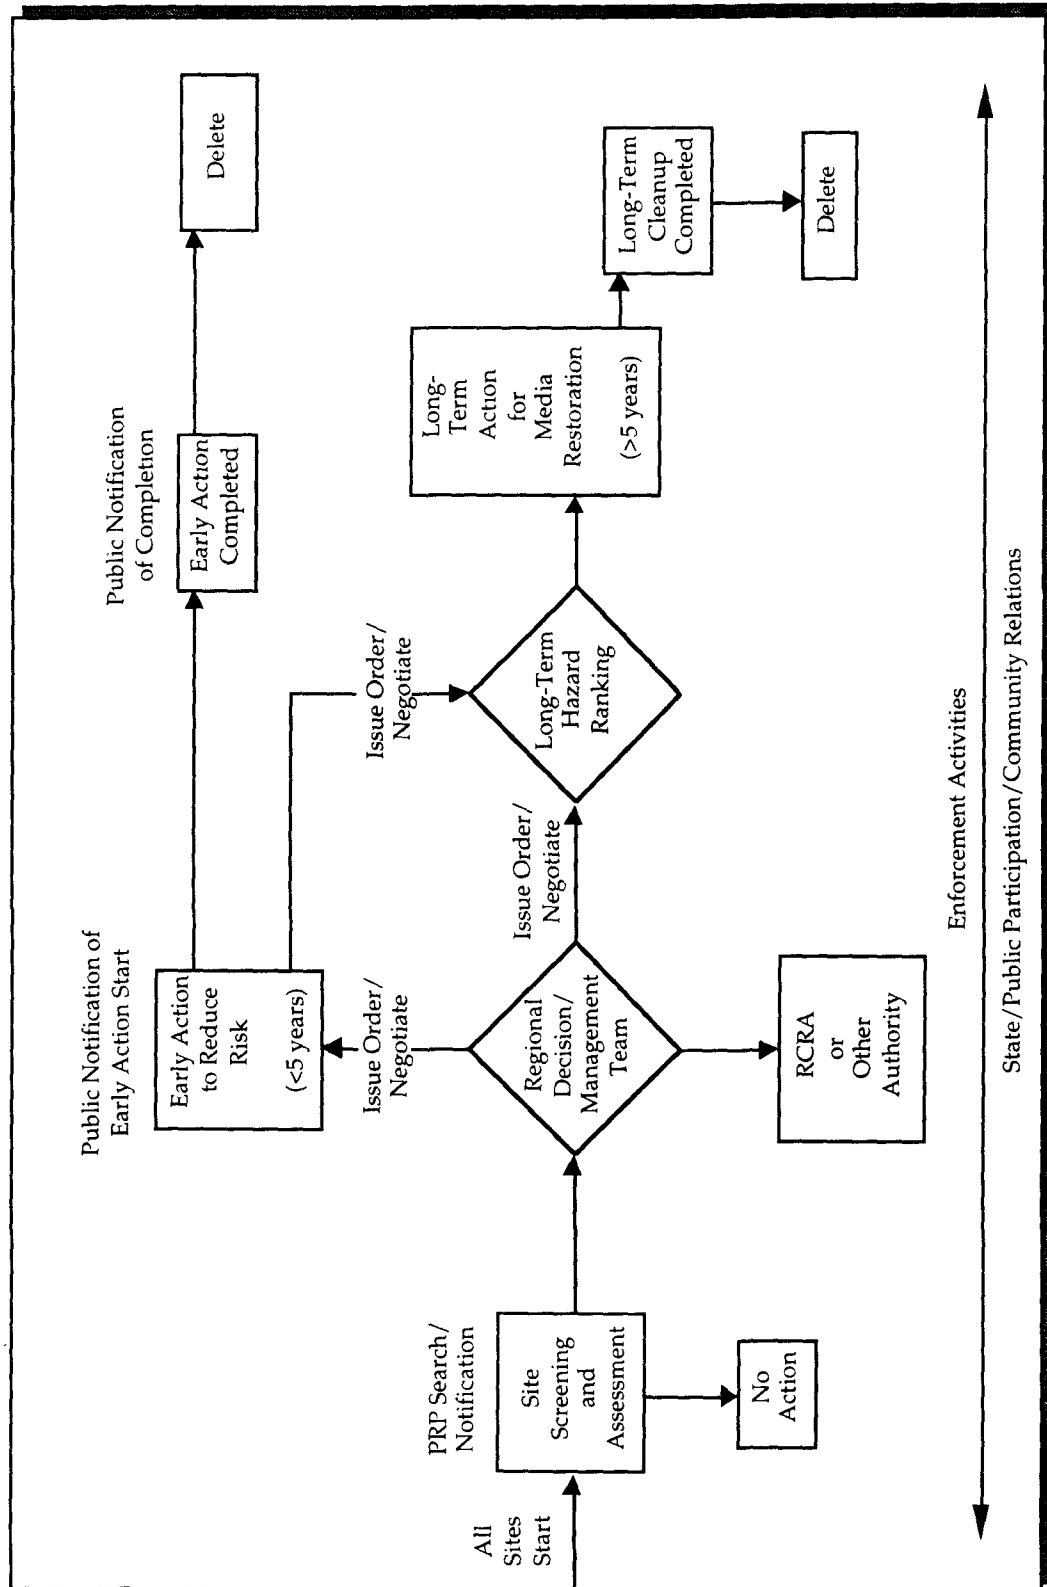 All
Sites
Start
PRP Search/
Notification
Site
Screening
and
Assessment
No
Action
Regional
Decision/
Management
Team
RCRA
or
Other
Authority
Issue Order/
Negotiate
Public Notification of
Early Action Start
Early Action
to Reduce
Risk
(<5 years)
Issue Order/
Negotiate
Issue Order/
Negotiate
Long-Term
Hazard
Ranking
Public Notification
of Completion
Early Action
Completed
Delete
Long-
Term
Action
for
Media
Restoration
(>5 years)
Long-Term
Cleanup
Completed
Delete
Enforcement Activities
State/Public Participation/Community Relations